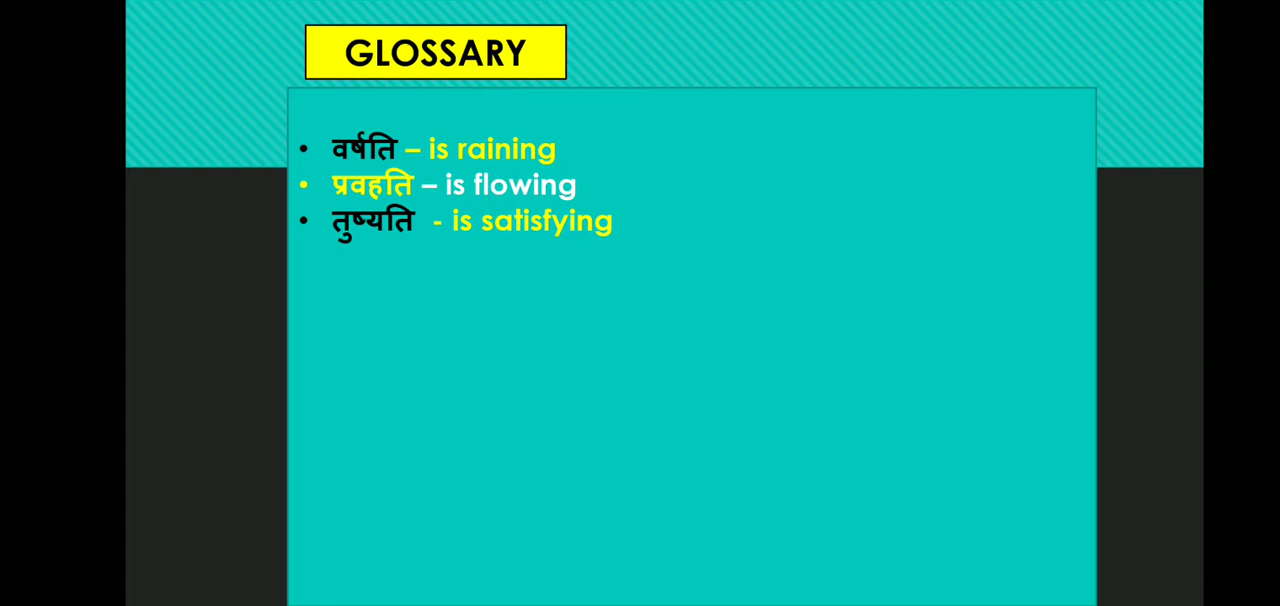 GLOSSARY
• वर्षति – is raining
• प्रवहति – is flowing
• तुष्यति - is satisfying